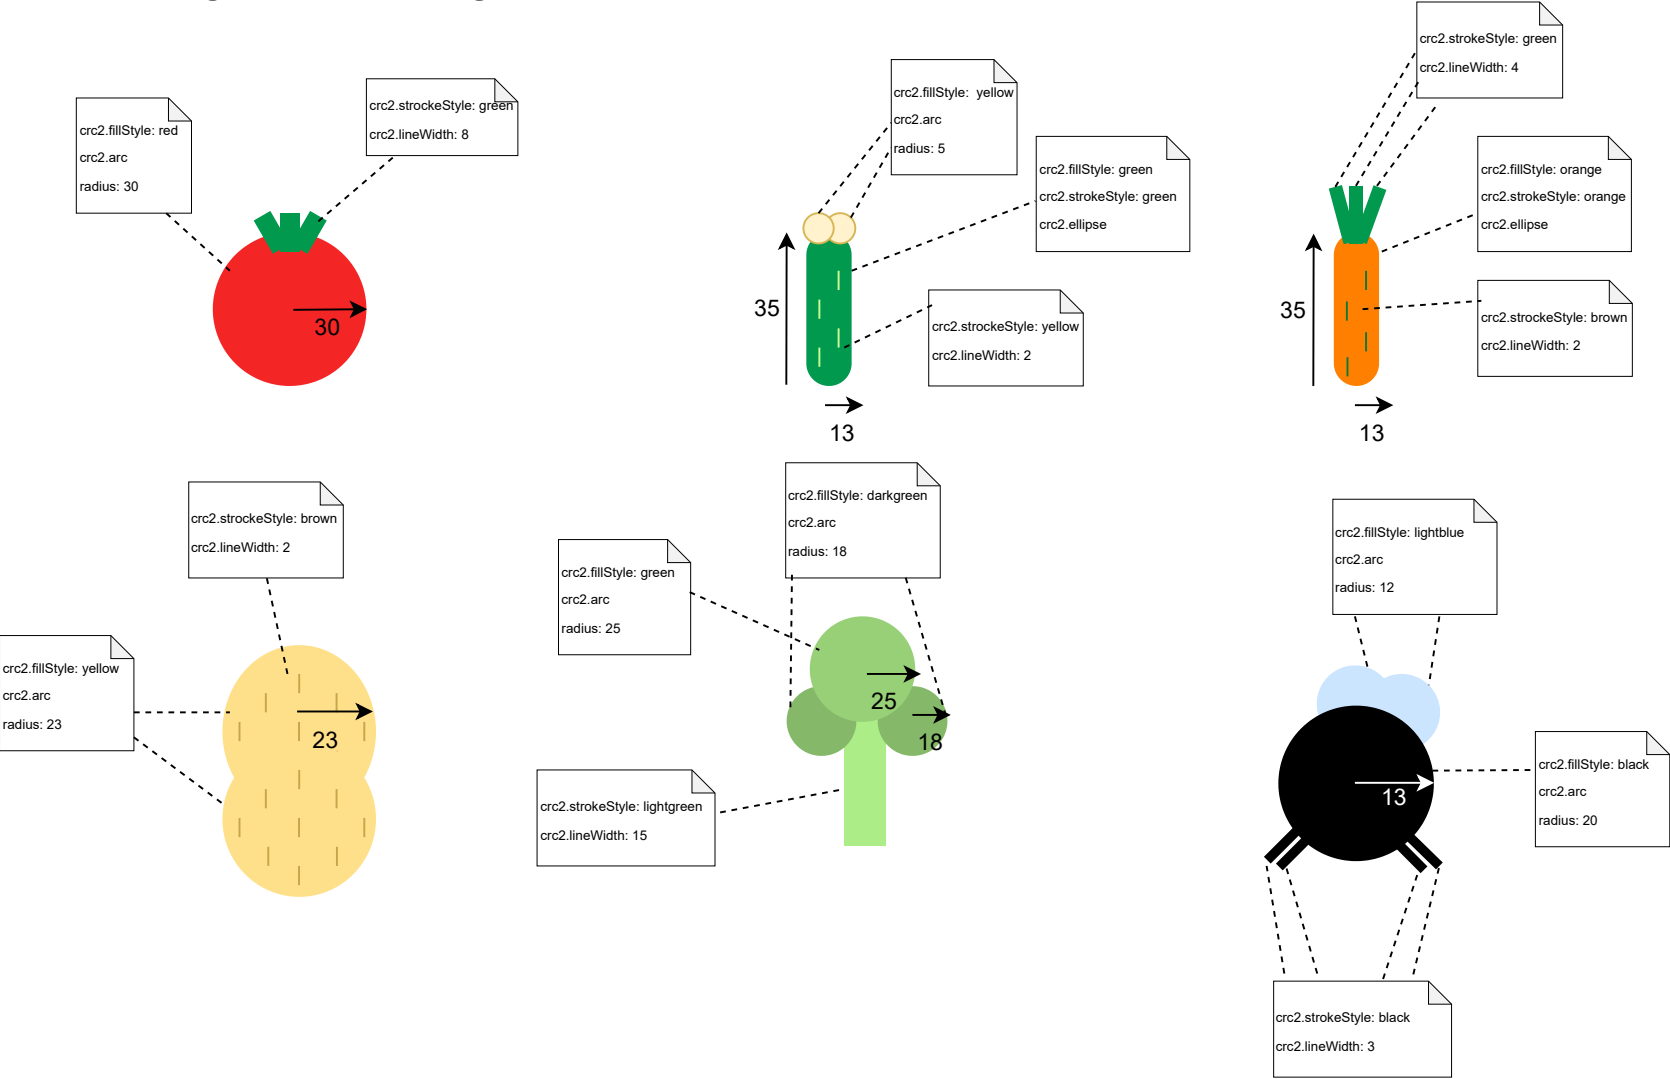 crc2.fillStyle: red
crc2.arc
radius: 30
crc2.strockeStyle: green
crc2.lineWidth: 8
30
crc2.fillStyle:  yellow
crc2.arc
radius: 5
crc2.fillStyle: green
crc2.strokeStyle: green
crc2.ellipse
crc2.strockeStyle: yellow
crc2.lineWidth: 2
35
13
crc2.strokeStyle: green
crc2.lineWidth: 4
crc2.fillStyle: orange
crc2.strokeStyle: orange
crc2.ellipse
crc2.strockeStyle: brown
crc2.lineWidth: 2
35
13
crc2.strockeStyle: brown
crc2.lineWidth: 2
crc2.fillStyle: yellow
crc2.arc
radius: 23
23
crc2.fillStyle: darkgreen
crc2.arc
radius: 18
crc2.fillStyle: green
crc2.arc
radius: 25
25
18
crc2.strokeStyle: lightgreen
crc2.lineWidth: 15
crc2.fillStyle: lightblue
crc2.arc
radius: 12
crc2.fillStyle: black
crc2.arc
radius: 20
13
crc2.strokeStyle: black
crc2.lineWidth: 3